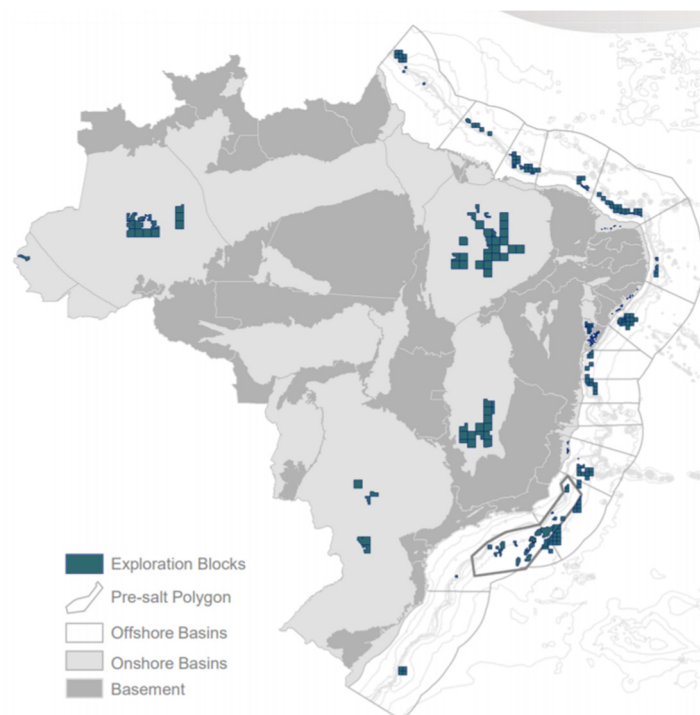 Exploration Blocks
Pre-salt Polygon
Offshore Basins
Onshore Basins
Basement